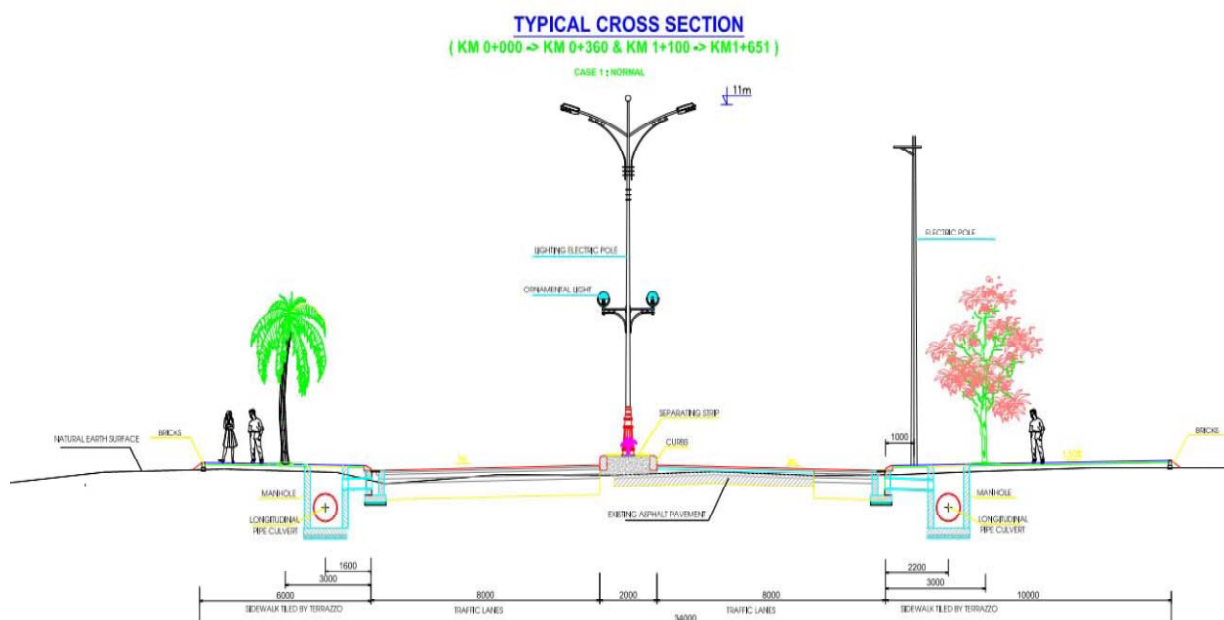 TYPICAL CROSS SECTION
( KM 0+000 -> KM 0+360 & KM 1+100 -> KM1+651 )
CASE 1 : NORMAL
11m
LIGHTING ELECTRIC POLE
ELECTRIC POLE
ORNAMENTAL LIGHT
SEPARATING STRIP
CURBS
1000
NATURAL EARTH SURFACE
BRICKS
BRICKS
MANHOLE
LONGITUDINAL
PIPE CULVERT
EXISTING ASPHALT PAVEMENT
MANHOLE
LONGITUDINAL
PIPE CULVERT
1600
2200
3000
3000
6000
8000
2000
8000
10000
SIDEWALK TILED BY TERRAZZO
TRAFFIC LANES
TRAFFIC LANES
SIDEWALK TILED BY TERRAZZO
34000